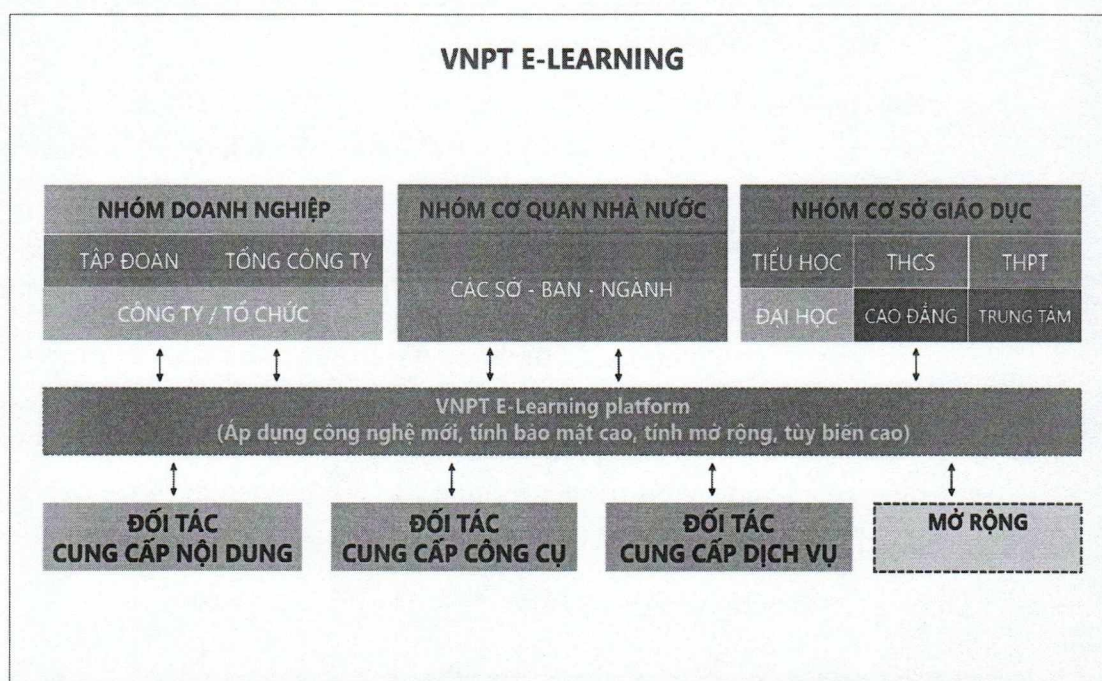 VNPT E-LEARNING
NHÓM DOANH NGHIỆP
TẬP ĐOÀN TỔNG CÔNG TY
CÔNG TY / TỔ CHỨC
NHÓM CƠ QUAN NHÀ NƯỚC
CÁC SỞ - BAN - NGÀNH
NHÓM CƠ SỞ GIÁO DỤC
TIỂU HỌC THCS THPT
ĐẠI HỌC CAO ĐẲNG TRUNG TÂM
VNPT E-Learning platform
(Áp dụng công nghệ mới, tính bảo mật cao, tính mở rộng, tùy biến cao)
ĐỐI TÁC
CUNG CẤP NỘI DUNG
ĐỐI TÁC
CUNG CẤP CÔNG CỤ
ĐỐI TÁC
CUNG CẤP DỊCH VỤ
MỞ RỘNG